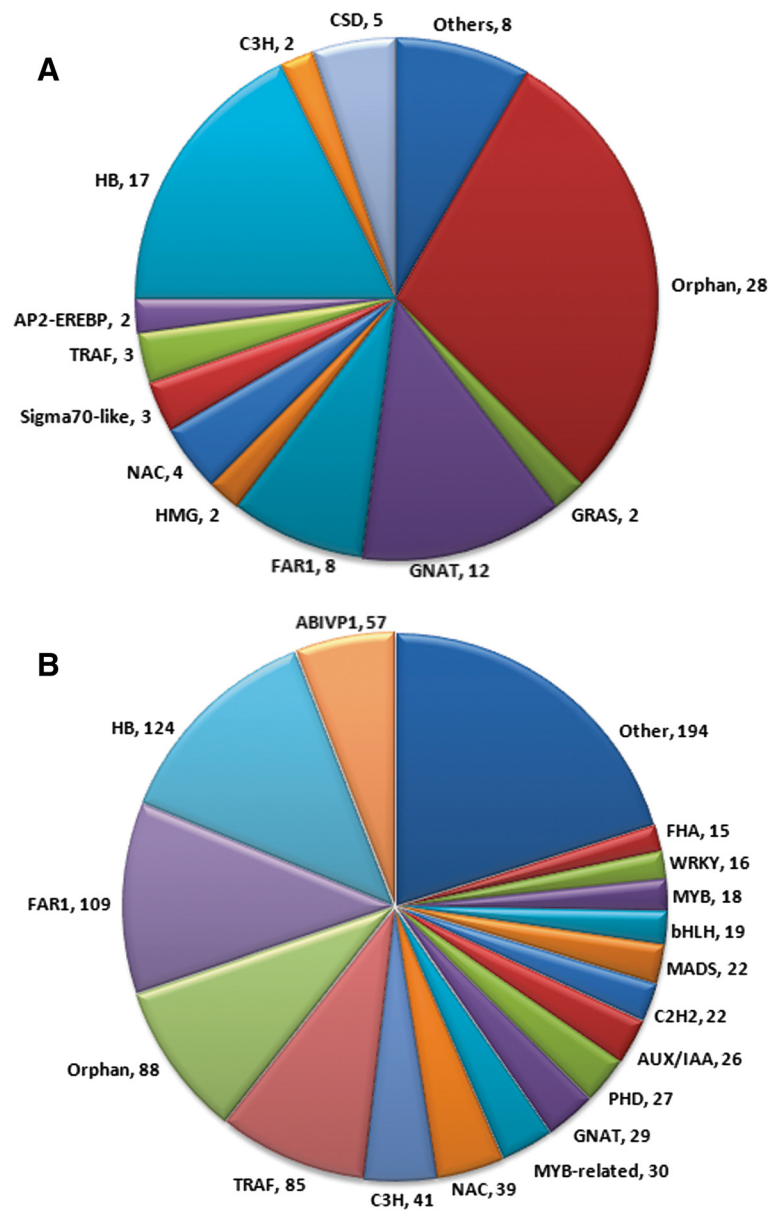 A
CSD, 5
Others, 8
C3H, 2
HB, 17
Orphan, 28
AP2-EREBP, 2
TRAF, 3
Sigma70-like, 3
NAC, 4
HMG, 2
FAR1, 8
GNAT, 12
GRAS, 2
B
ABIVP1, 57
Other, 194
HB, 124
FHA, 15
WRKY, 16
MYB, 18
FAR1, 109
bHLH, 19
MADS, 22
C2H2, 22
AUX/IAA, 26
Orphan, 88
PHD, 27
GNAT, 29
MYB-related, 30
TRAF, 85
C3H, 41
NAC, 39